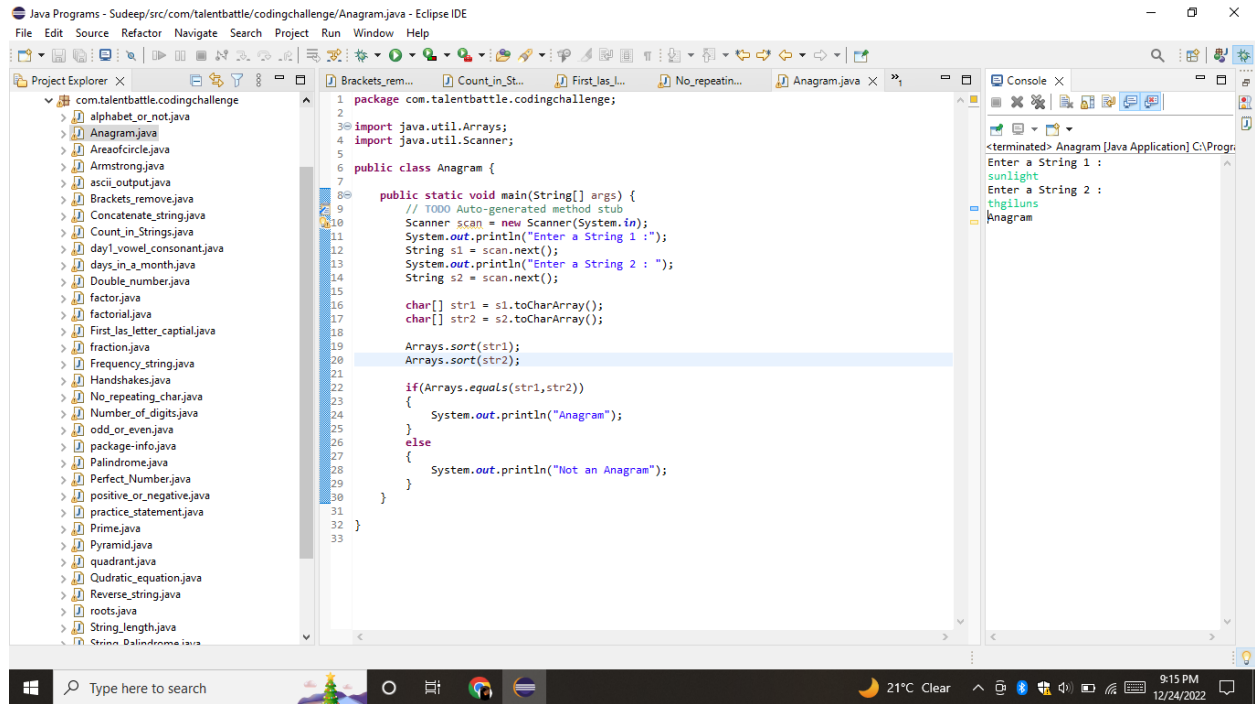 Java Programs - Sudeep/src/com/talentbattle/codingchallenge/Anagram.java - Eclipse IDE
File Edit Source Refactor Navigate Search Project Run Window Help
Project Explorer
com.talentbattle.codingchallenge
alphabet_or_not.java
Anagram.java
Areaofcircle.java
Armstrong.java
ascii_output.java
Brackets_remove.java
Concatenate_string.java
Count_in_Strings.java
day1_vowel_consonant.java
days_in_a_month.java
Double_number.java
factor.java
factorial.java
First_las_letter_captial.java
fraction.java
Frequency_string.java
Handshakes.java
No_repeating_char.java
Number_of_digits.java
odd_or_even.java
package-info.java
Palindrome.java
Perfect_Number.java
positive_or_negative.java
practice_statement.java
Prime.java
Pyramid.java
quadrant.java
Qudratic_equation.java
Reverse_string.java
roots.java
String_length.java
String_Palindrome.java
Brackets_rem... Count_in_St... First_las_l... No_repeatin... Anagram.java »1
1 package com.talentbattle.codingchallenge;
2
3 import java.util.Arrays;
4 import java.util.Scanner;
5
6 public class Anagram {
7
8 public static void main(String[] args) {
9 // TODO Auto-generated method stub
10 Scanner scan = new Scanner(System.in);
11 System.out.println("Enter a String 1 :");
12 String s1 = scan.next();
13 System.out.println("Enter a String 2 : ");
14 String s2 = scan.next();
15
16 char[] str1 = s1.toCharArray();
17 char[] str2 = s2.toCharArray();
18
19 Arrays.sort(str1);
20 Arrays.sort(str2);
21
22 if(Arrays.equals(str1,str2))
23 {
24 System.out.println("Anagram");
25 }
26 else
27 {
28 System.out.println("Not an Anagram");
29 }
30 }
31
32 }
33
Console
<terminated> Anagram [Java Application] C:\Progra
Enter a String 1 :
sunlight
Enter a String 2 :
thgiluns
Anagram
Type here to search
21°C Clear
9:15 PM
12/24/2022